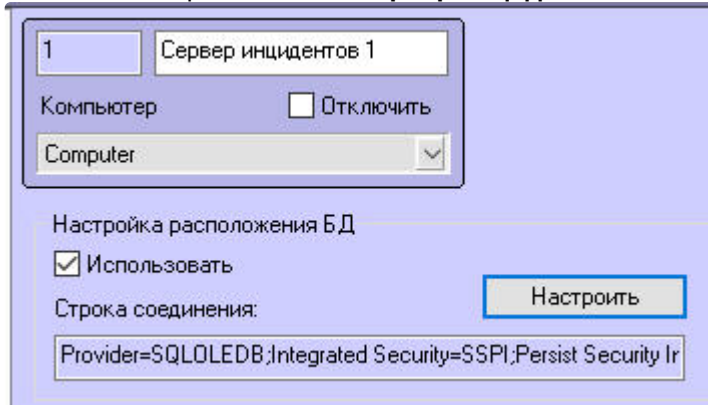 1 Сервер инцидентов 1
Компьютер Отключить
Computer
Настройка расположения БД
Использовать
Настроить
Строка соединения:
Provider=SQLOLEDB;Integrated Security=SSPI;Persist Security